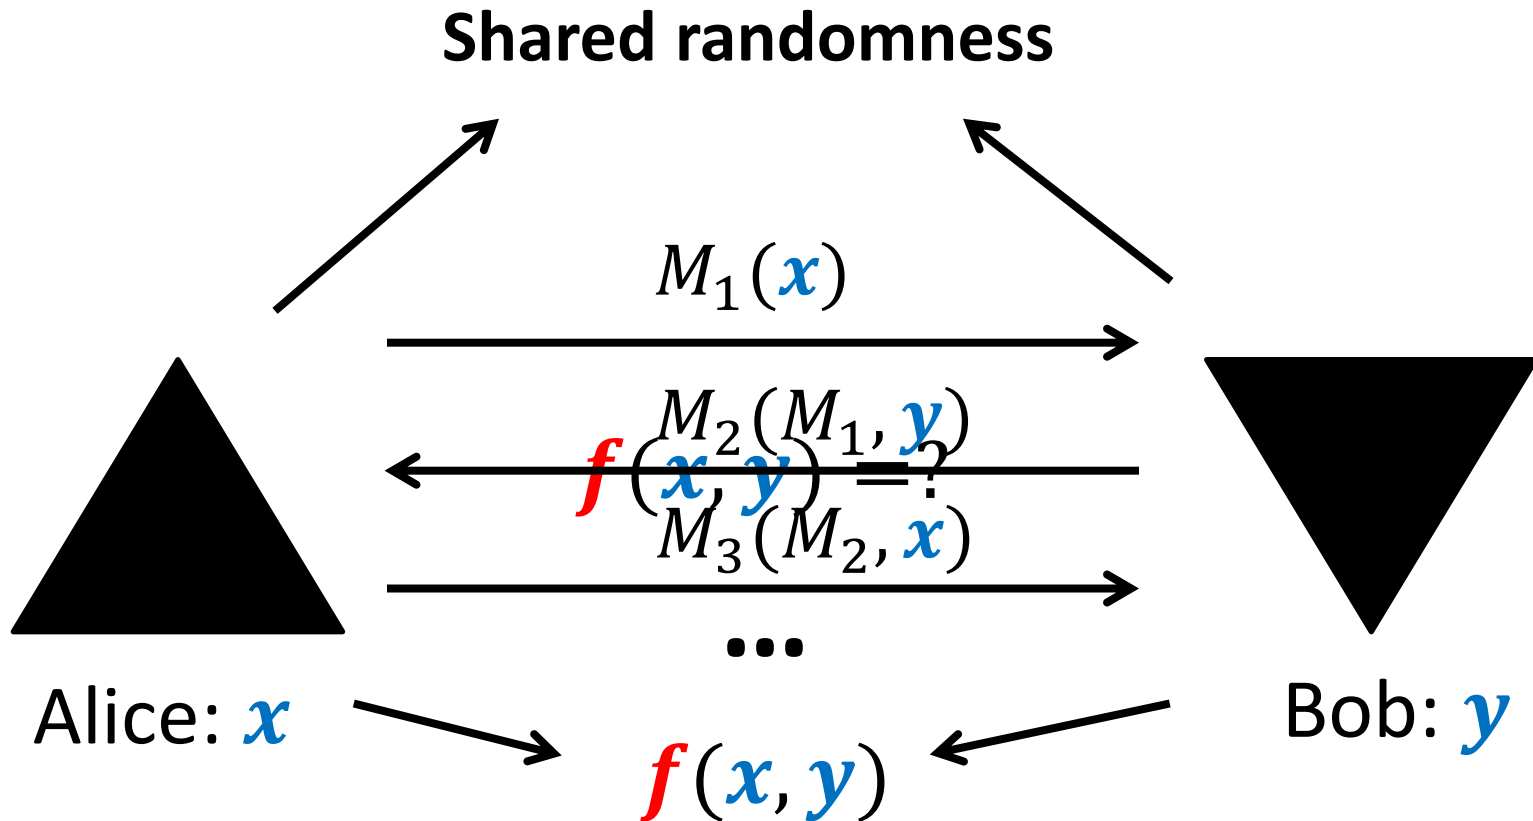 Shared randomness
M₁(x)
M₂(M₁, y)
f(x, y) =?
M₃(M₂, x)
...
Alice: x
Bob: y
f(x, y)